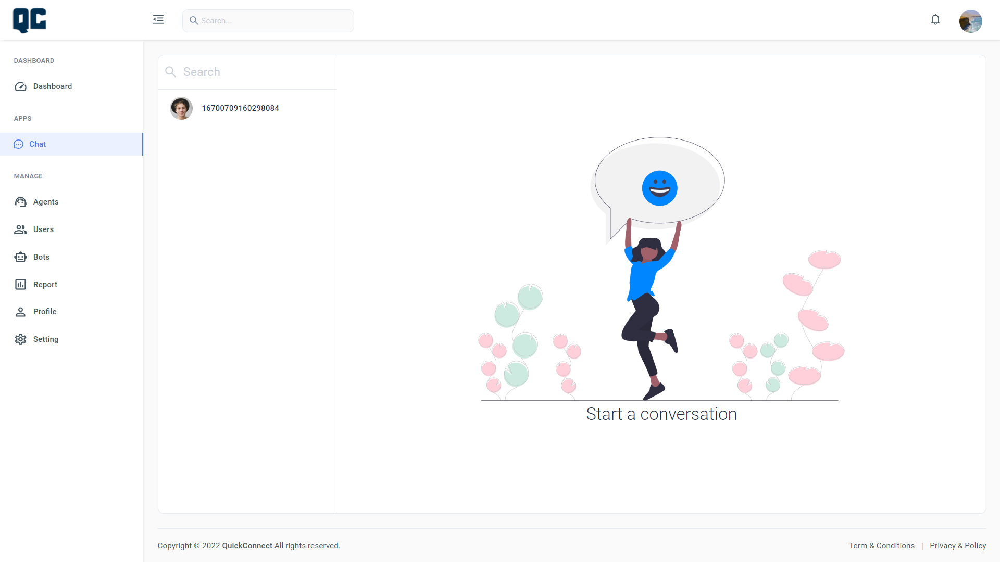 QC
Search...
DASHBOARD
Dashboard
APPS
Chat
MANAGE
Agents
Users
Bots
Report
Profile
Setting
Search
16700709160298084
Start a conversation
Copyright © 2022 QuickConnect All rights reserved.
Term & Conditions | Privacy & Policy